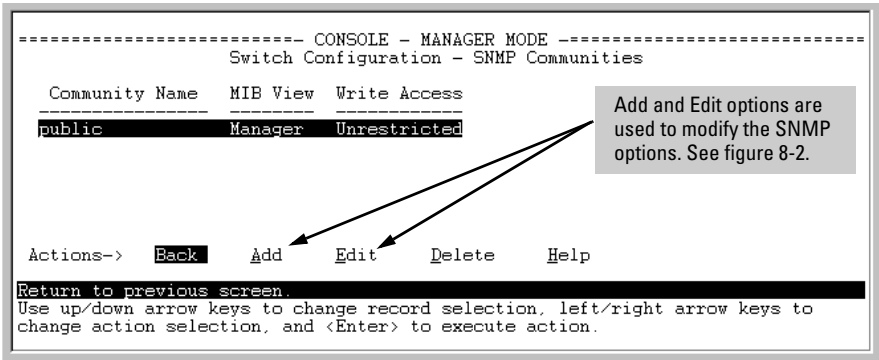 ==========================- CONSOLE - MANAGER MODE -============================
Switch Configuration - SNMP Communities
Community Name MIB View Write Access
---------------- -------- ------------
public Manager Unrestricted
Add and Edit options are
used to modify the SNMP
options. See figure 8-2.
Actions-> Back Add Edit Delete Help
Return to previous screen.
Use up/down arrow keys to change record selection, left/right arrow keys to
change action selection, and <Enter> to execute action.